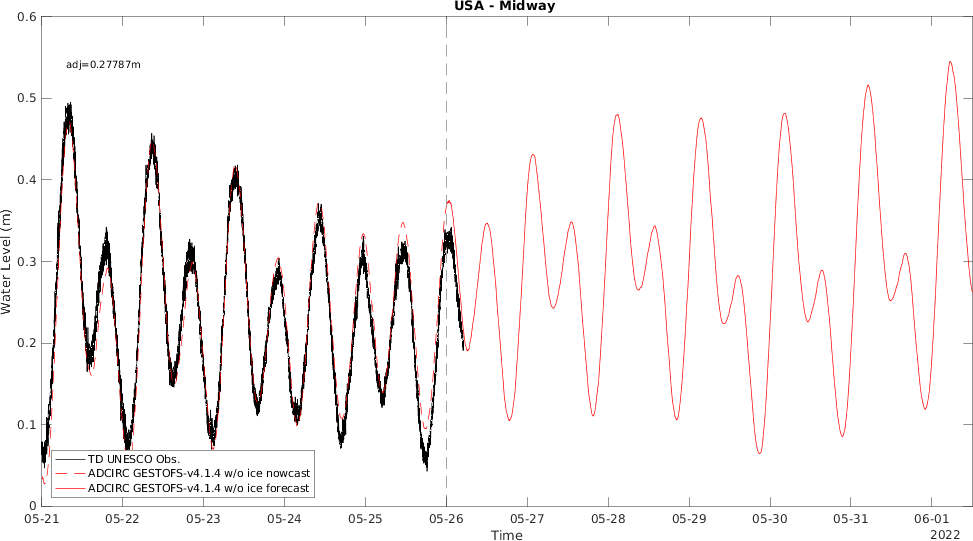 USA - Midway
adj=0.27787m
0.6
0.5
0.4
0.3
0.2
0.1
0
Water Level (m)
TD UNESCO Obs.
ADCIRC GESTOFS-v4.1.4 w/o ice nowcast
ADCIRC GESTOFS-v4.1.4 w/o ice forecast
05-21 05-22 05-23 05-24 05-25 05-26 05-27 05-28 05-29 05-30 05-31 06-01
Time
2022